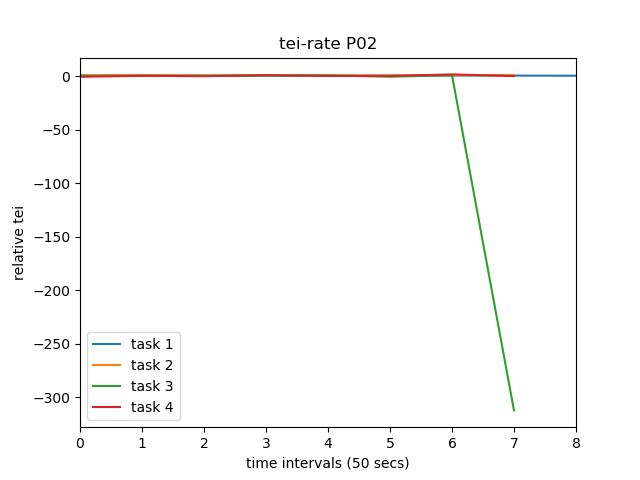 tei-rate P02
relative tei
0
−50
−100
−150
−200
−250
−300
task 1
task 2
task 3
task 4
0 1 2 3 4 5 6 7 8
time intervals (50 secs)